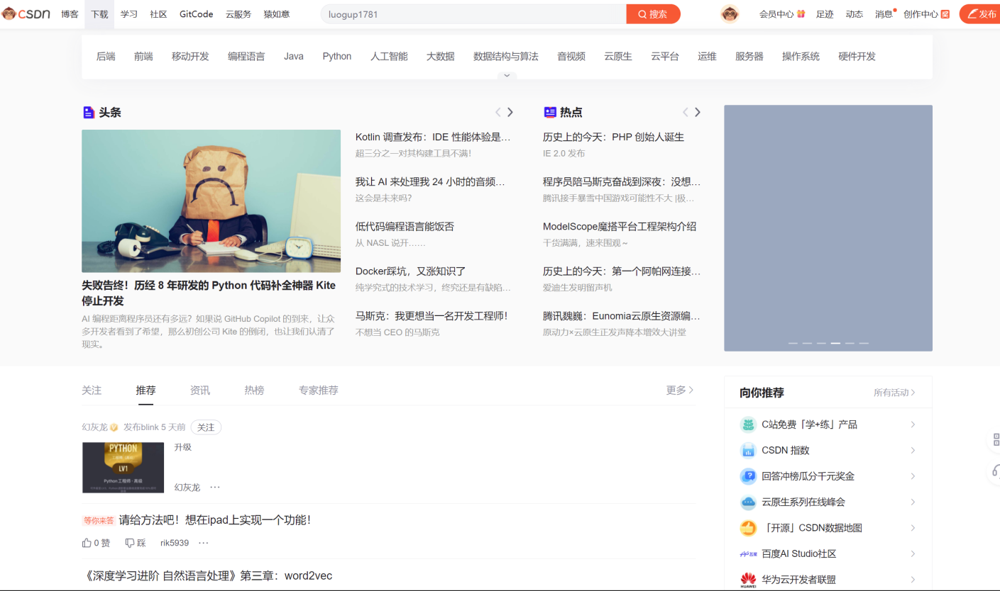 CSDN 博客 下载 学习 社区 GitCode 云服务 猿如意 luogup1781 搜索 会员中心 足迹 动态 消息 创作中心 奖 发布
后端 前端 移动开发 编程语言 Java Python 人工智能 大数据 数据结构与算法 音视频 云原生 云平台 运维 服务器 操作系统 硬件开发
头条
失败告终！历经 8 年研发的 Python 代码补全神器 Kite
停止开发
AI 编程距离程序员还有多远？如果说 GitHub Copilot 的到来，让众
多开发者看到了希望，那么初创公司 Kite 的倒闭，也让我们认清了
现实。
Kotlin 调查发布：IDE 性能体验是…
超三分之一对其构建工具不满！
我让 AI 来处理我 24 小时的音频…
这会是未来吗？
低代码编程语言能饭否
从 NASL 说开……
Docker踩坑，又涨知识了
纯学究式的技术学习，终究还是有缺陷…
马斯克：我更想当一名开发工程师！
不想当 CEO 的马斯克
热点
历史上的今天：PHP 创始人诞生
IE 2.0 发布
程序员陪马斯克奋战到深夜：没想…
腾讯接手暴雪中国游戏可能性不大 |极…
ModelScope魔搭平台工程架构介绍
干货满满，速来围观~
历史上的今天：第一个阿帕网连接…
爱迪生发明留声机
腾讯魏巍：Eunomia云原生资源编…
原动力×云原生正发声降本增效大讲堂
关注 推荐 资讯 热榜 专家推荐 更多
幻灰龙 发布blink 5 天前 关注
PYTHON
LV1
Python工程师 · 高级
升级
幻灰龙 ···
等你来答 请给方法吧！想在ipad上实现一个功能！
0 赞 踩 rik5939 ···
《深度学习进阶 自然语言处理》第三章：word2vec
向你推荐 所有活动
C站免费「学+练」产品
CSDN 指数
回答冲榜瓜分千元奖金
云原生系列在线峰会
「开源」CSDN数据地图
百度AI Studio社区
HUAWEI 华为云开发者联盟